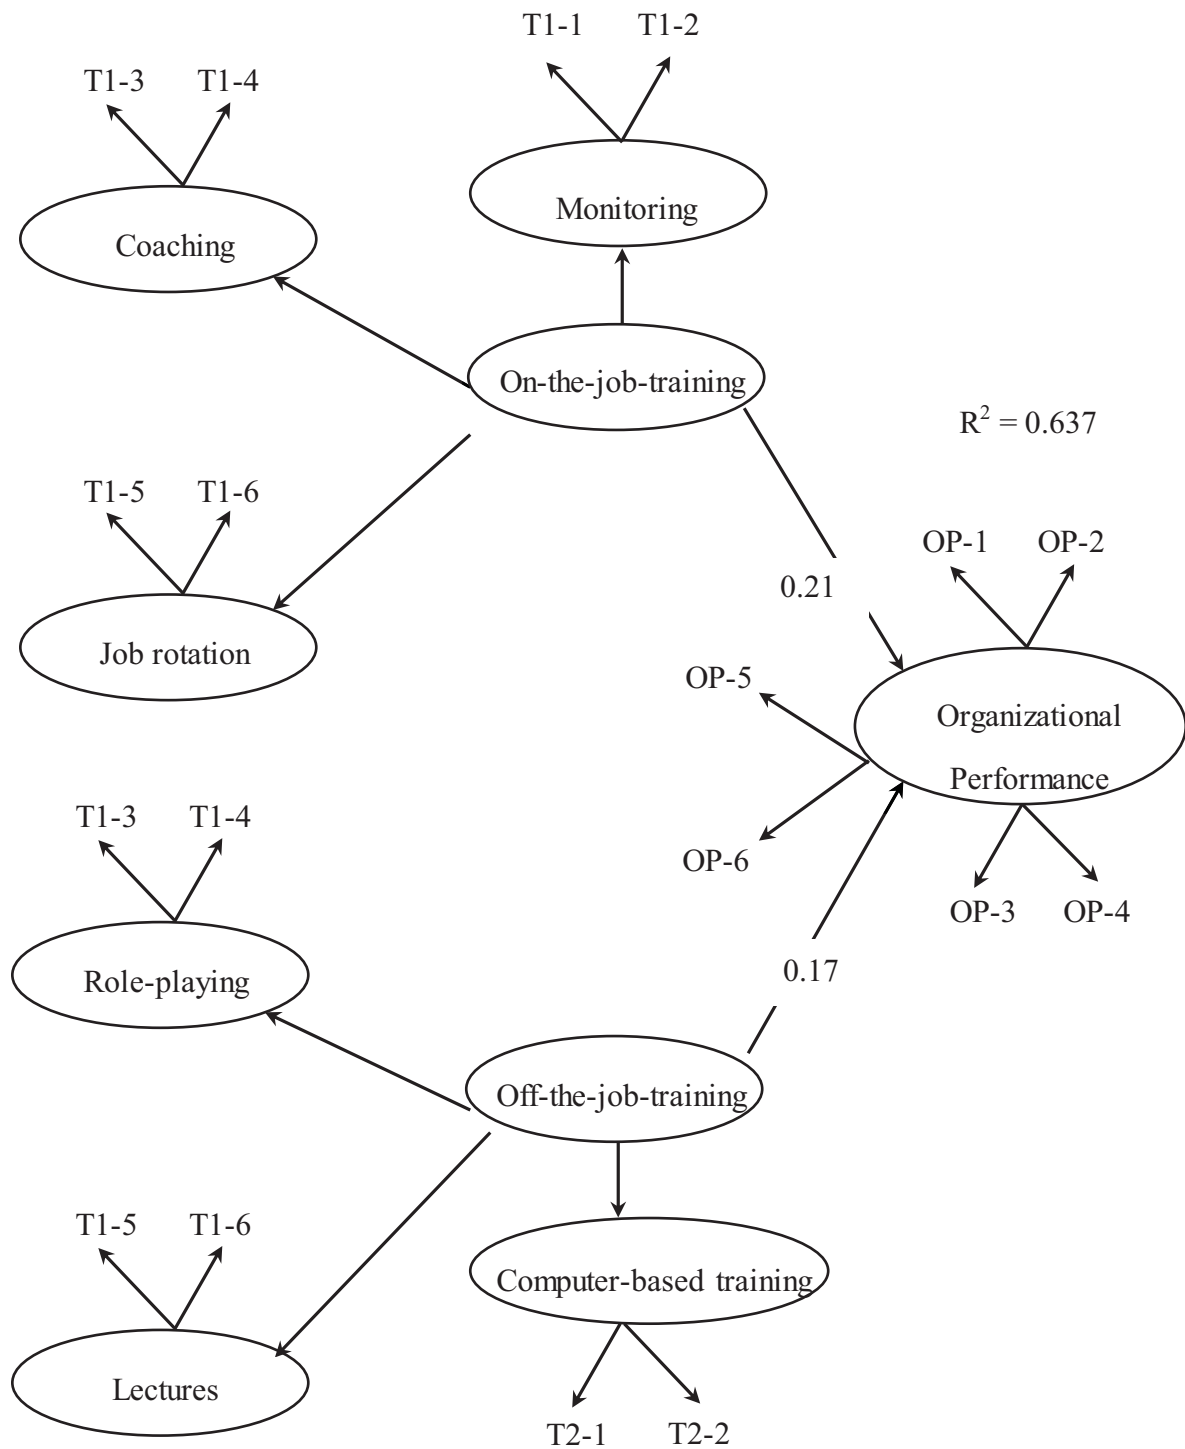 T1-1 T1-2
T1-3 T1-4
Monitoring
Coaching
On-the-job-training
R² = 0.637
T1-5 T1-6
OP-1 OP-2
0.21
Job rotation
OP-5
Organizational
Performance
T1-3 T1-4
OP-6
OP-3 OP-4
0.17
Role-playing
Off-the-job-training
T1-5 T1-6
Computer-based training
Lectures
T2-1 T2-2